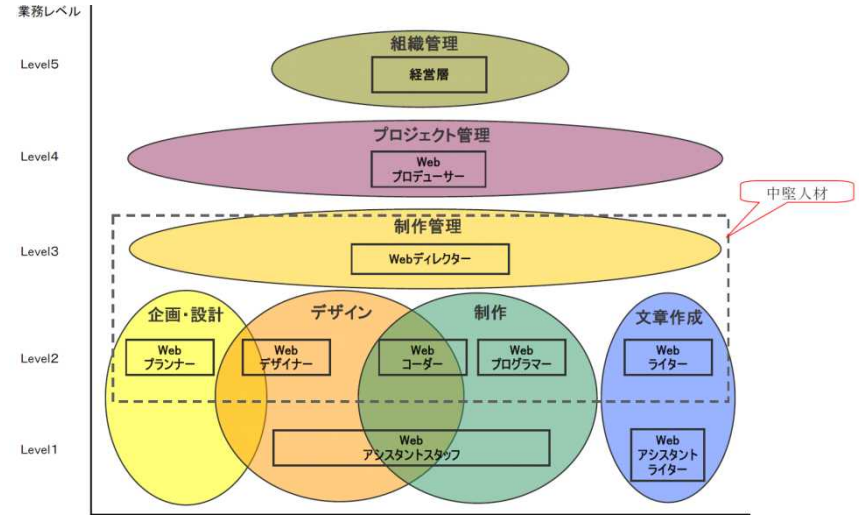 業務レベル
Level5
組織管理
経営層
Level4
プロジェクト管理
Web
プロデューサー
中堅人材
Level3
制作管理
Webディレクター
企画・設計
デザイン
制作
文章作成
Level2
Web
プランナー
Web
デザイナー
Web
コーダー
Web
プログラマー
Web
ライター
Level1
Web
アシスタントスタッフ
Web
アシスタント
ライター